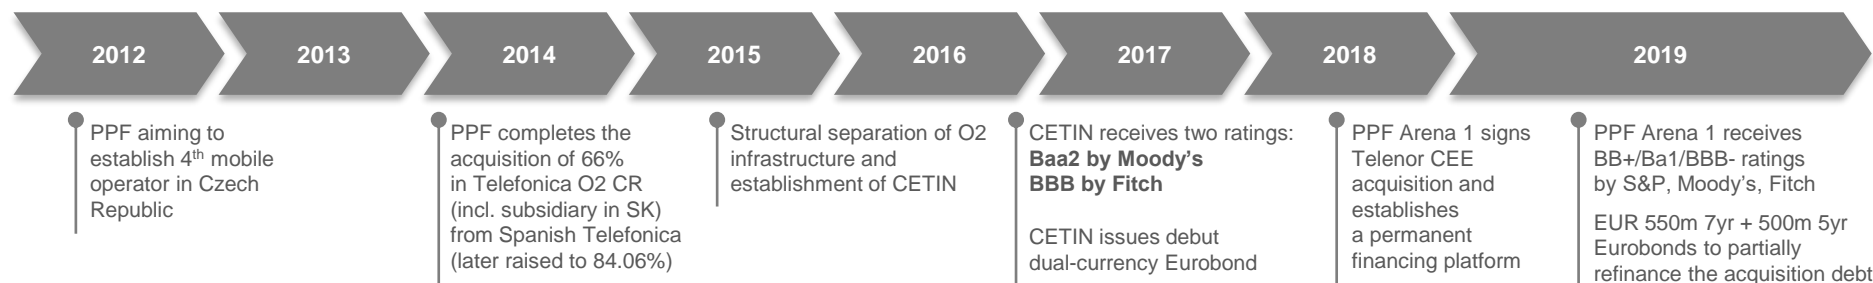 2012
2013
2014
2015
2016
2017
2018
2019
PPF aiming to
establish 4th mobile
operator in Czech
Republic
PPF completes the
acquisition of 66%
in Telefonica O2 CR
(incl. subsidiary in SK)
from Spanish Telefonica
(later raised to 84.06%)
Structural separation of O2
infrastructure and
establishment of CETIN
CETIN receives two ratings:
Baa2 by Moody's
BBB by Fitch
CETIN issues debut
dual-currency Eurobond
PPF Arena 1 signs
Telenor CEE
acquisition and
establishes
a permanent
financing platform
PPF Arena 1 receives
BB+/Ba1/BBB- ratings
by S&P, Moody's, Fitch
EUR 550m 7yr + 500m 5yr
Eurobonds to partially
refinance the acquisition debt